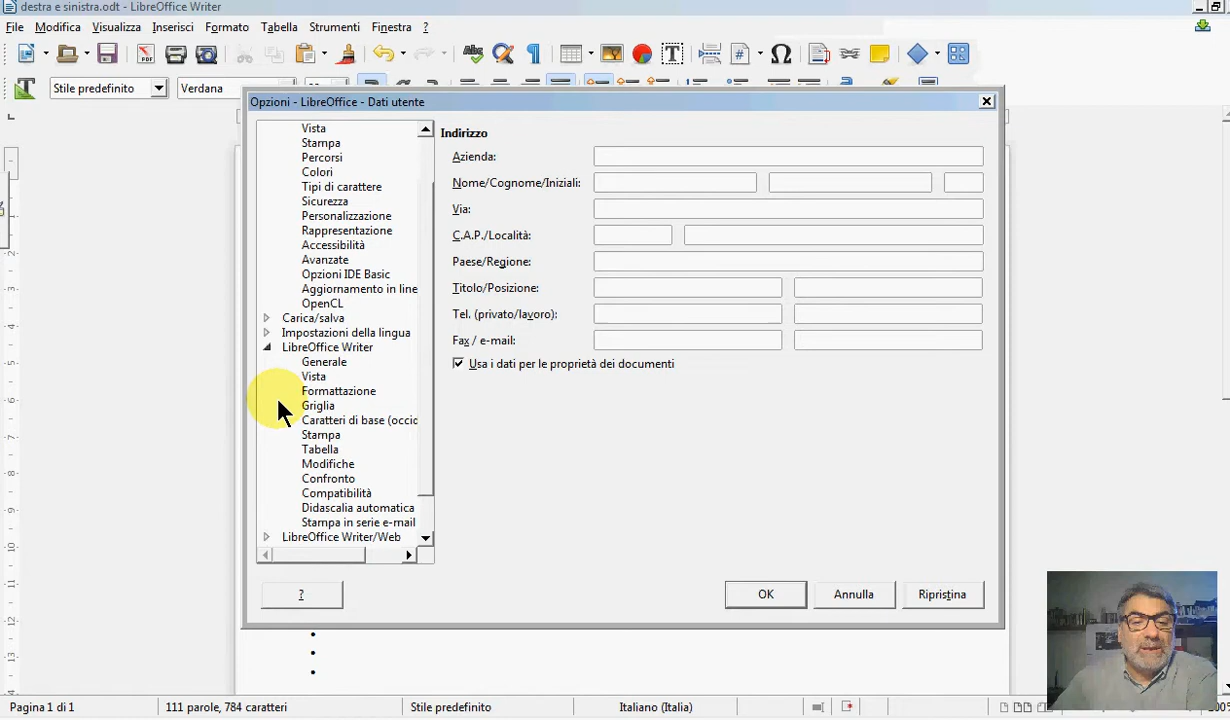 destra e sinistra.odt - LibreOffice Writer
File Modifica Visualizza Inserisci Formato Tabella Strumenti Finestra ?
Stile predefinito Verdana
Opzioni - LibreOffice - Dati utente
Vista
Stampa
Percorsi
Colori
Tipi di carattere
Sicurezza
Personalizzazione
Rappresentazione
Accessibilità
Avanzate
Opzioni IDE Basic
Aggiornamento in line
OpenCL
Carica/salva
Impostazioni della lingua
LibreOffice Writer
Generale
Vista
Formattazione
Griglia
Caratteri di base (occio
Stampa
Tabella
Modifiche
Confronto
Compatibilità
Didascalia automatica
Stampa in serie e-mail
LibreOffice Writer/Web
Indirizzo
Azienda:
Nome/Cognome/Iniziali:
Via:
C.A.P./Località:
Paese/Regione:
Titolo/Posizione:
Tel. (privato/lavoro):
Fax / e-mail:
Usa i dati per le proprietà dei documenti
? OK Annulla Ripristina
Pagina 1 di 1 111 parole, 784 caratteri Stile predefinito Italiano (Italia)